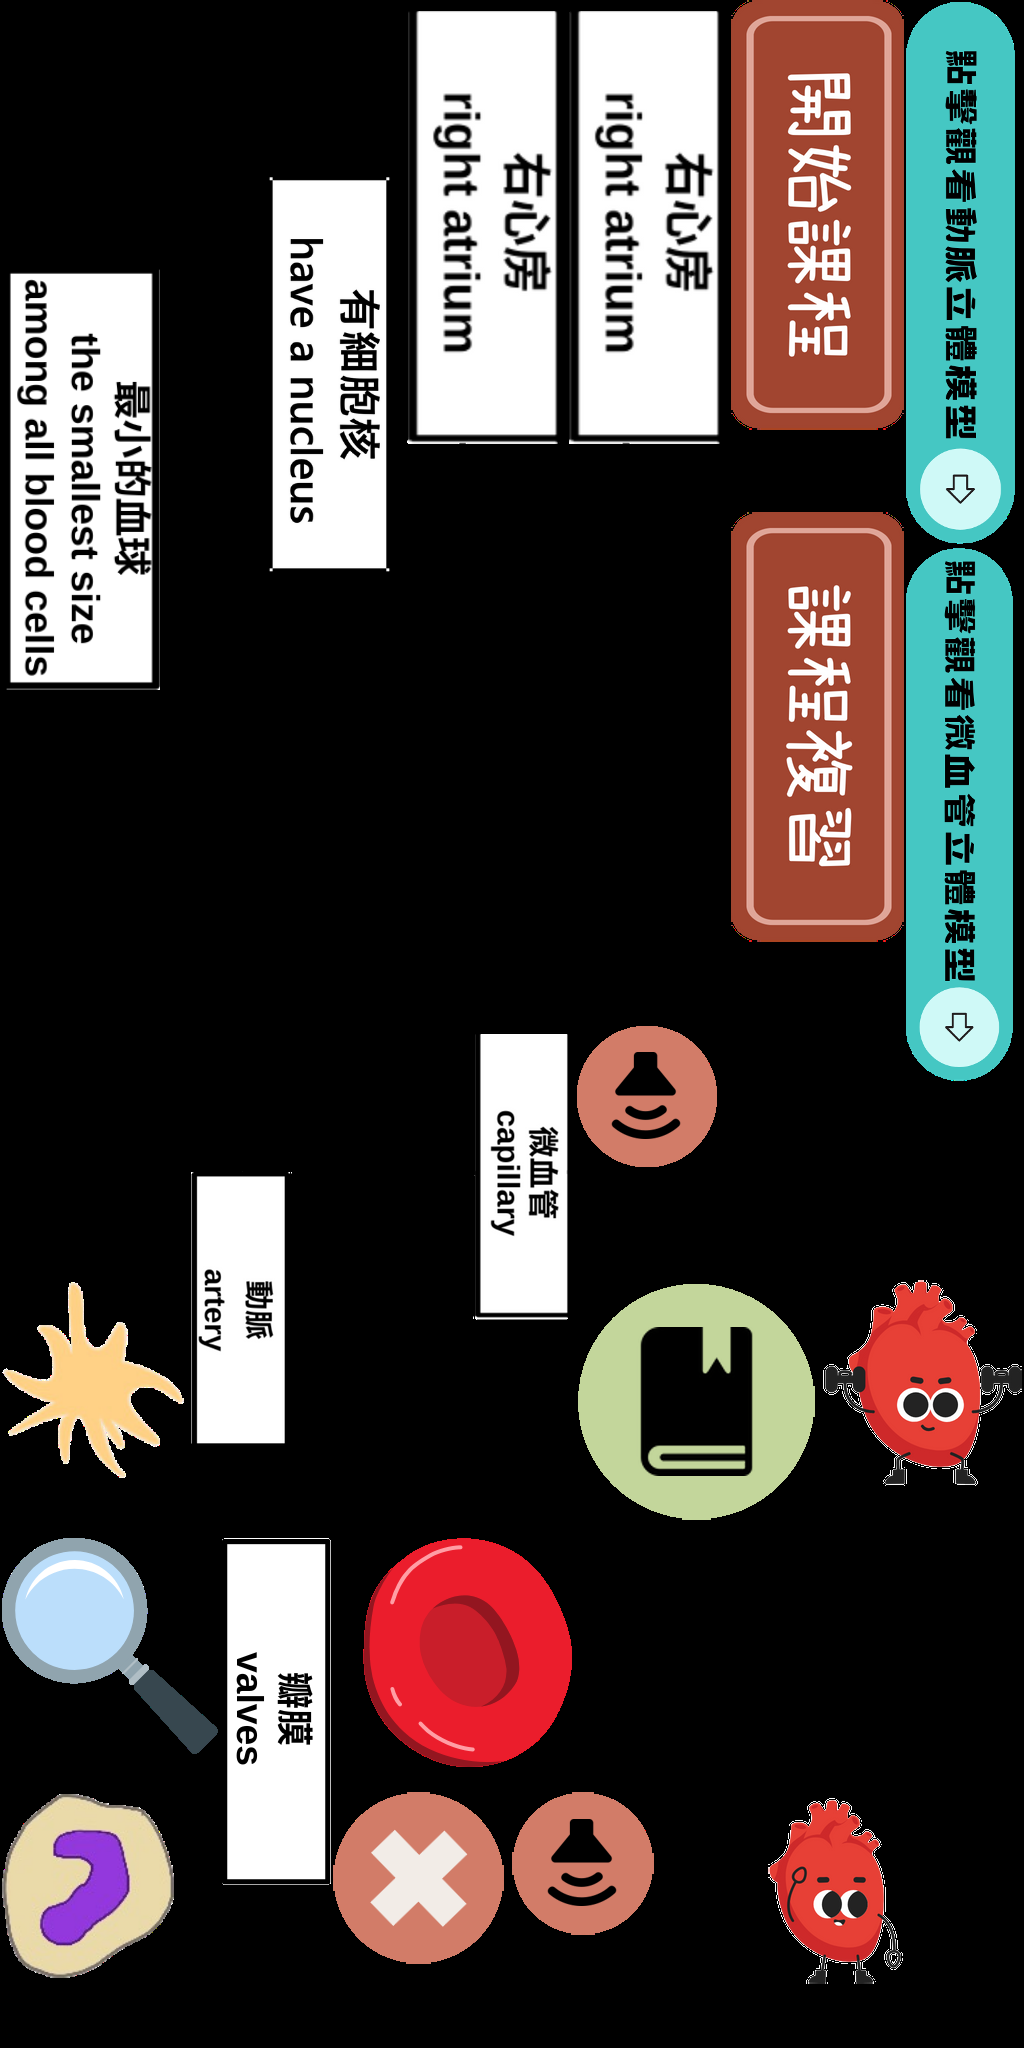 點擊觀看動脈立體模型
點擊觀看微血管立體模型
開始課程
課程複習
右心房
right atrium
右心房
right atrium
有細胞核
have a nucleus
最小的血球
the smallest size
among all blood cells
微血管
capillary
動脈
artery
瓣膜
valves